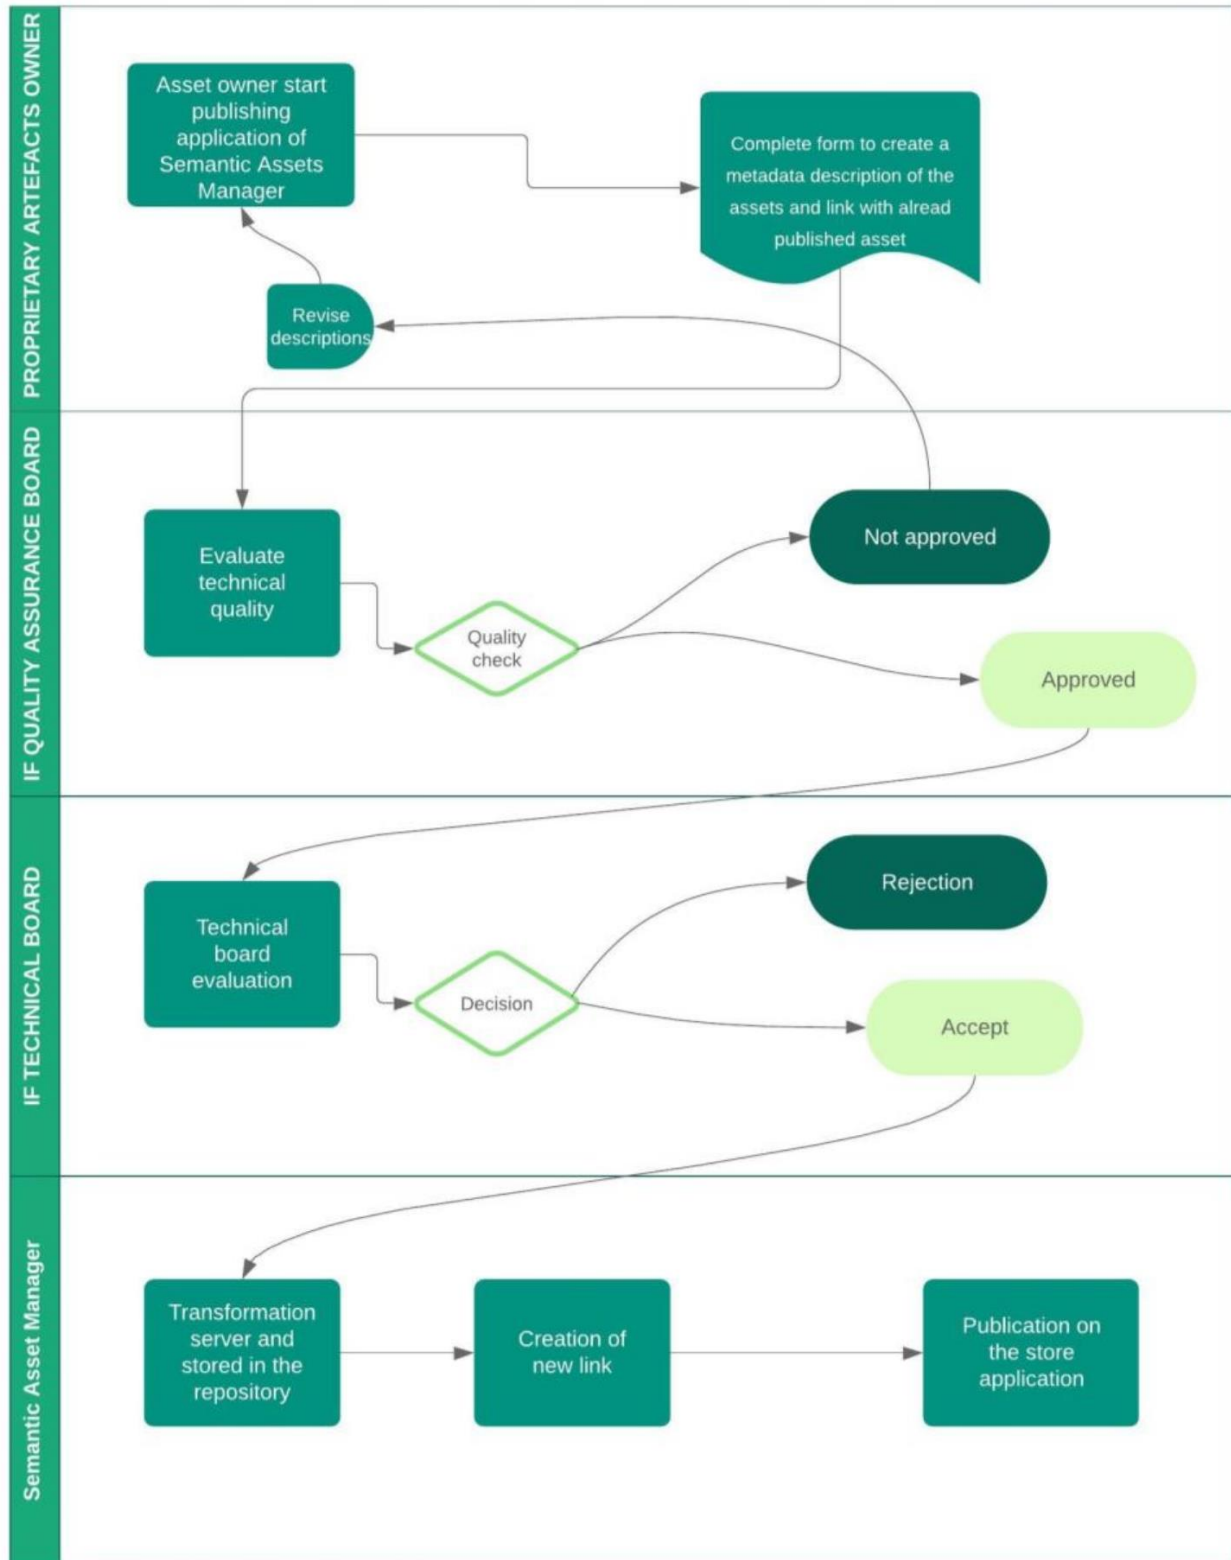 PROPRIETARY ARTEFACTS OWNER
Asset owner start
publishing
application of
Semantic Assets
Manager
Complete form to create a
metadata description of the
assets and link with alread
published asset
Revise
descriptions
IF QUALITY ASSURANCE BOARD
Evaluate
technical
quality
Quality
check
Not approved
Approved
IF TECHNICAL BOARD
Technical
board
evaluation
Decision
Rejection
Accept
Semantic Asset Manager
Transformation
server and
stored in the
repository
Creation of
new link
Publication on
the store
application